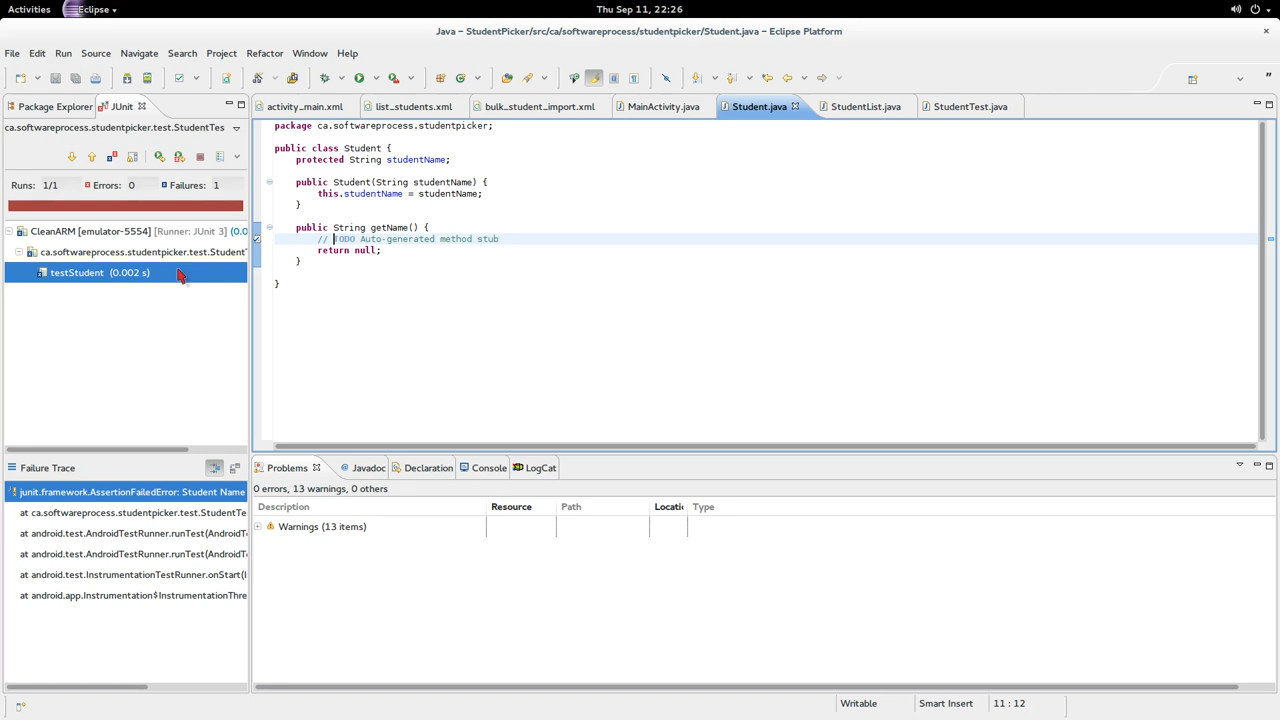 Activities Eclipse Thu Sep 11, 22:26
Java – StudentPicker/src/ca/softwareprocess/studentpicker/Student.java – Eclipse Platform
File Edit Run Source Navigate Search Project Refactor Window Help
Package Explorer JUnit
ca.softwareprocess.studentpicker.test.StudentTes
Runs: 1/1 Errors: 0 Failures: 1
CleanARM [emulator-5554] [Runner: JUnit 3] (0.0
ca.softwareprocess.studentpicker.test.StudentT
testStudent (0.002 s)
Failure Trace
junit.framework.AssertionFailedError: Student Name
at ca.softwareprocess.studentpicker.test.StudentTe
at android.test.AndroidTestRunner.runTest(AndroidT
at android.test.AndroidTestRunner.runTest(AndroidT
at android.test.InstrumentationTestRunner.onStart(I
at android.app.Instrumentation$InstrumentationThre
activity_main.xml list_students.xml bulk_student_import.xml MainActivity.java Student.java StudentList.java StudentTest.java
package ca.softwareprocess.studentpicker;
public class Student {
protected String studentName;
public Student(String studentName) {
this.studentName = studentName;
}
public String getName() {
// TODO Auto-generated method stub
return null;
}
}
Problems Javadoc Declaration Console LogCat
0 errors, 13 warnings, 0 others
Description Resource Path Locatic Type
Warnings (13 items)
Writable Smart Insert 11 : 12